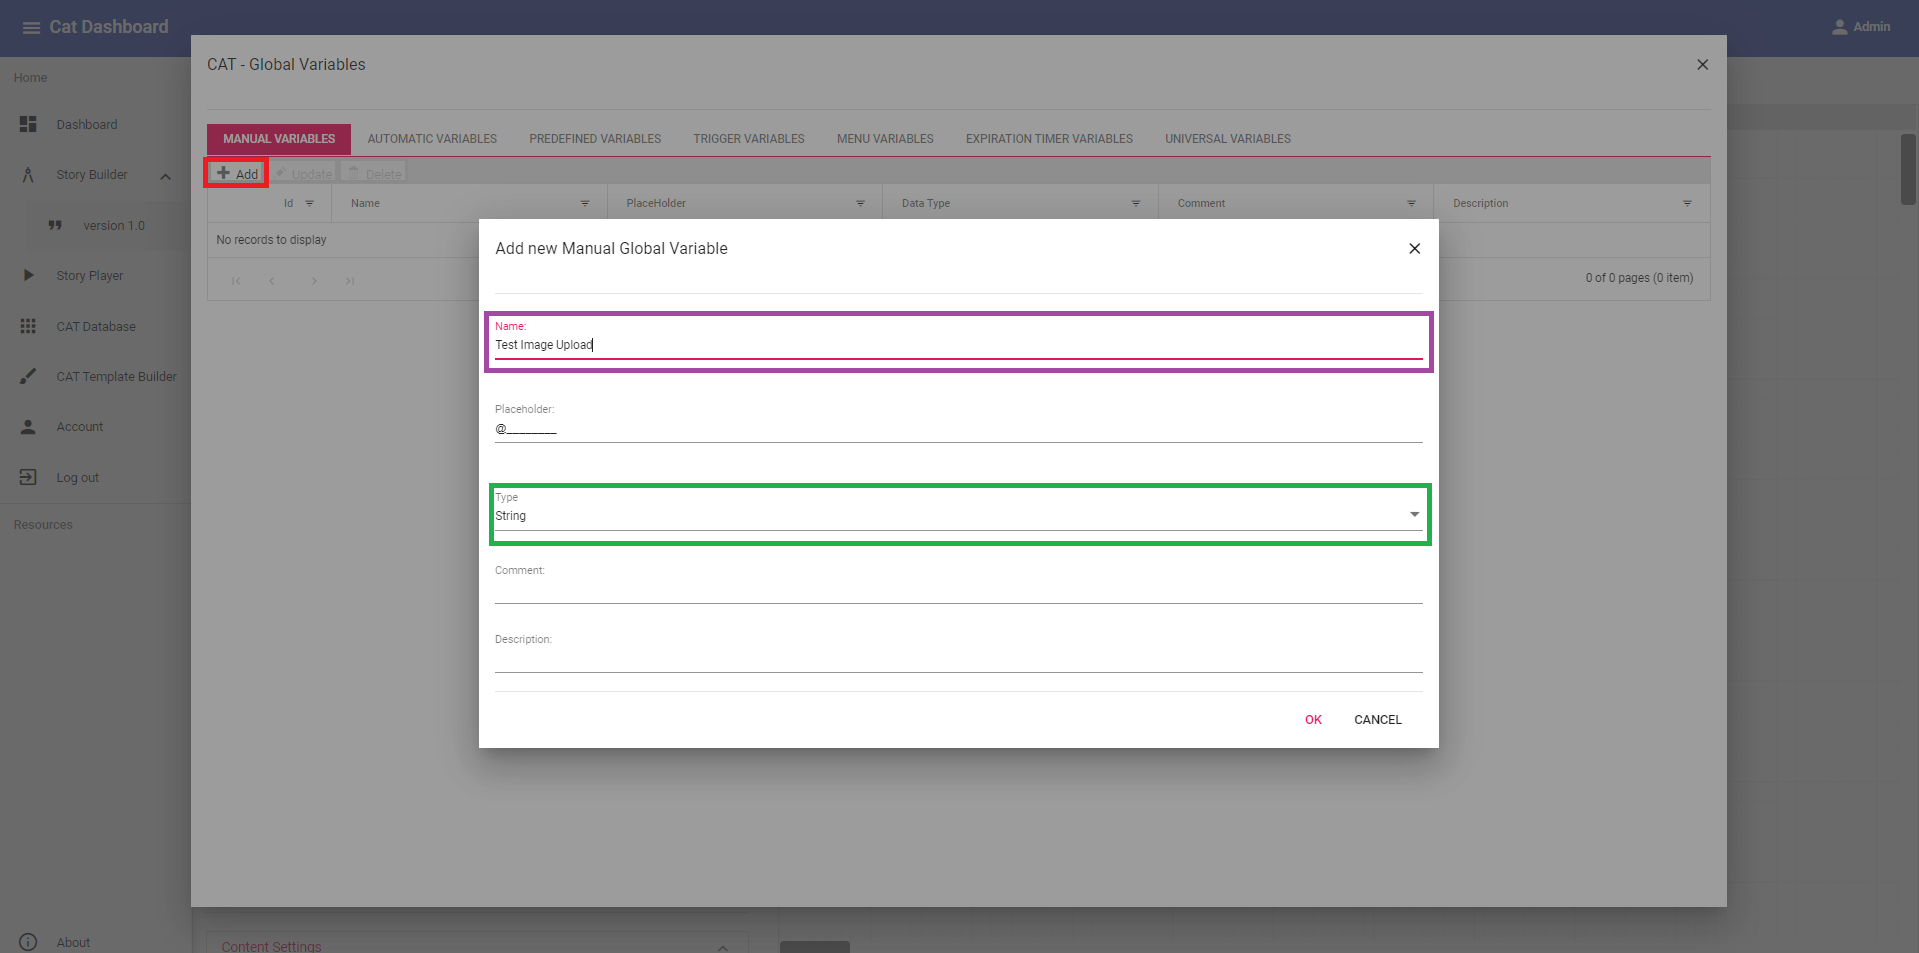 Cat Dashboard
Admin
Home
Dashboard
Story Builder
version 1.0
Story Player
CAT Database
CAT Template Builder
Account
Log out
Resources
About
CAT - Global Variables
MANUAL VARIABLES AUTOMATIC VARIABLES PREDEFINED VARIABLES TRIGGER VARIABLES MENU VARIABLES EXPIRATION TIMER VARIABLES UNIVERSAL VARIABLES
Add Update Delete
Id Name PlaceHolder Data Type Comment Description
No records to display
0 of 0 pages (0 item)
Add new Manual Global Variable
Name:
Test Image Upload
Placeholder:
@________
Type
String
Comment:
Description:
OK CANCEL
Content Settings